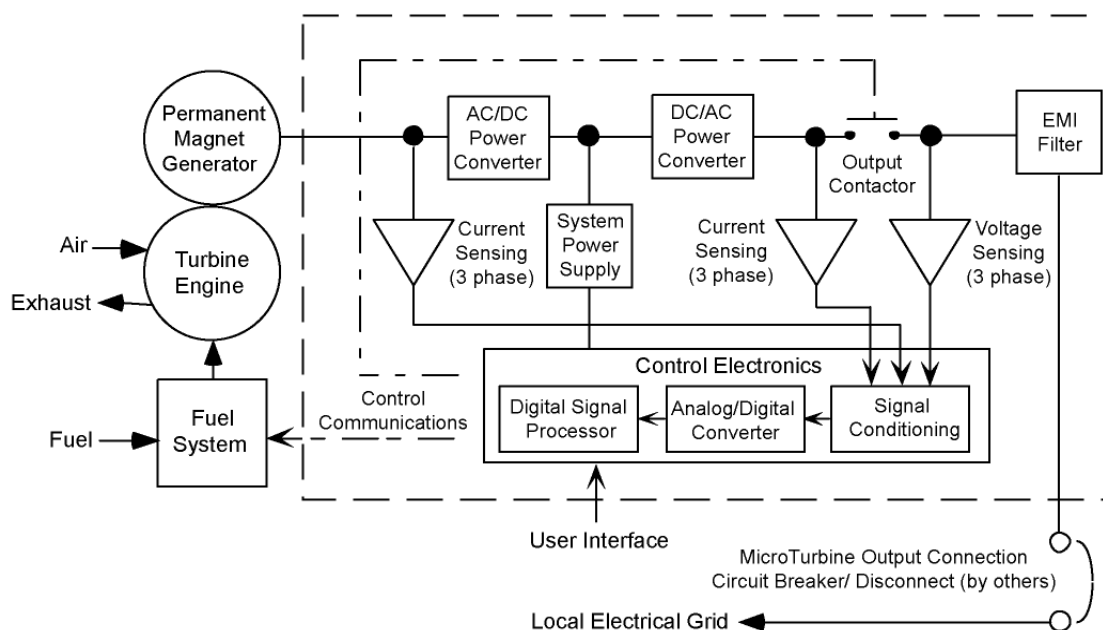 Permanent
Magnet
Generator
AC/DC
Power
Converter
DC/AC
Power
Converter
Output
Contactor
EMI
Filter
Air
Exhaust
Turbine
Engine
Current
Sensing
(3 phase)
System
Power
Supply
Current
Sensing
(3 phase)
Voltage
Sensing
(3 phase)
Control Electronics
Digital Signal
Processor
Analog/Digital
Converter
Signal
Conditioning
Control
Communications
Fuel
Fuel
System
User Interface
MicroTurbine Output Connection
Circuit Breaker/ Disconnect (by others)
Local Electrical Grid